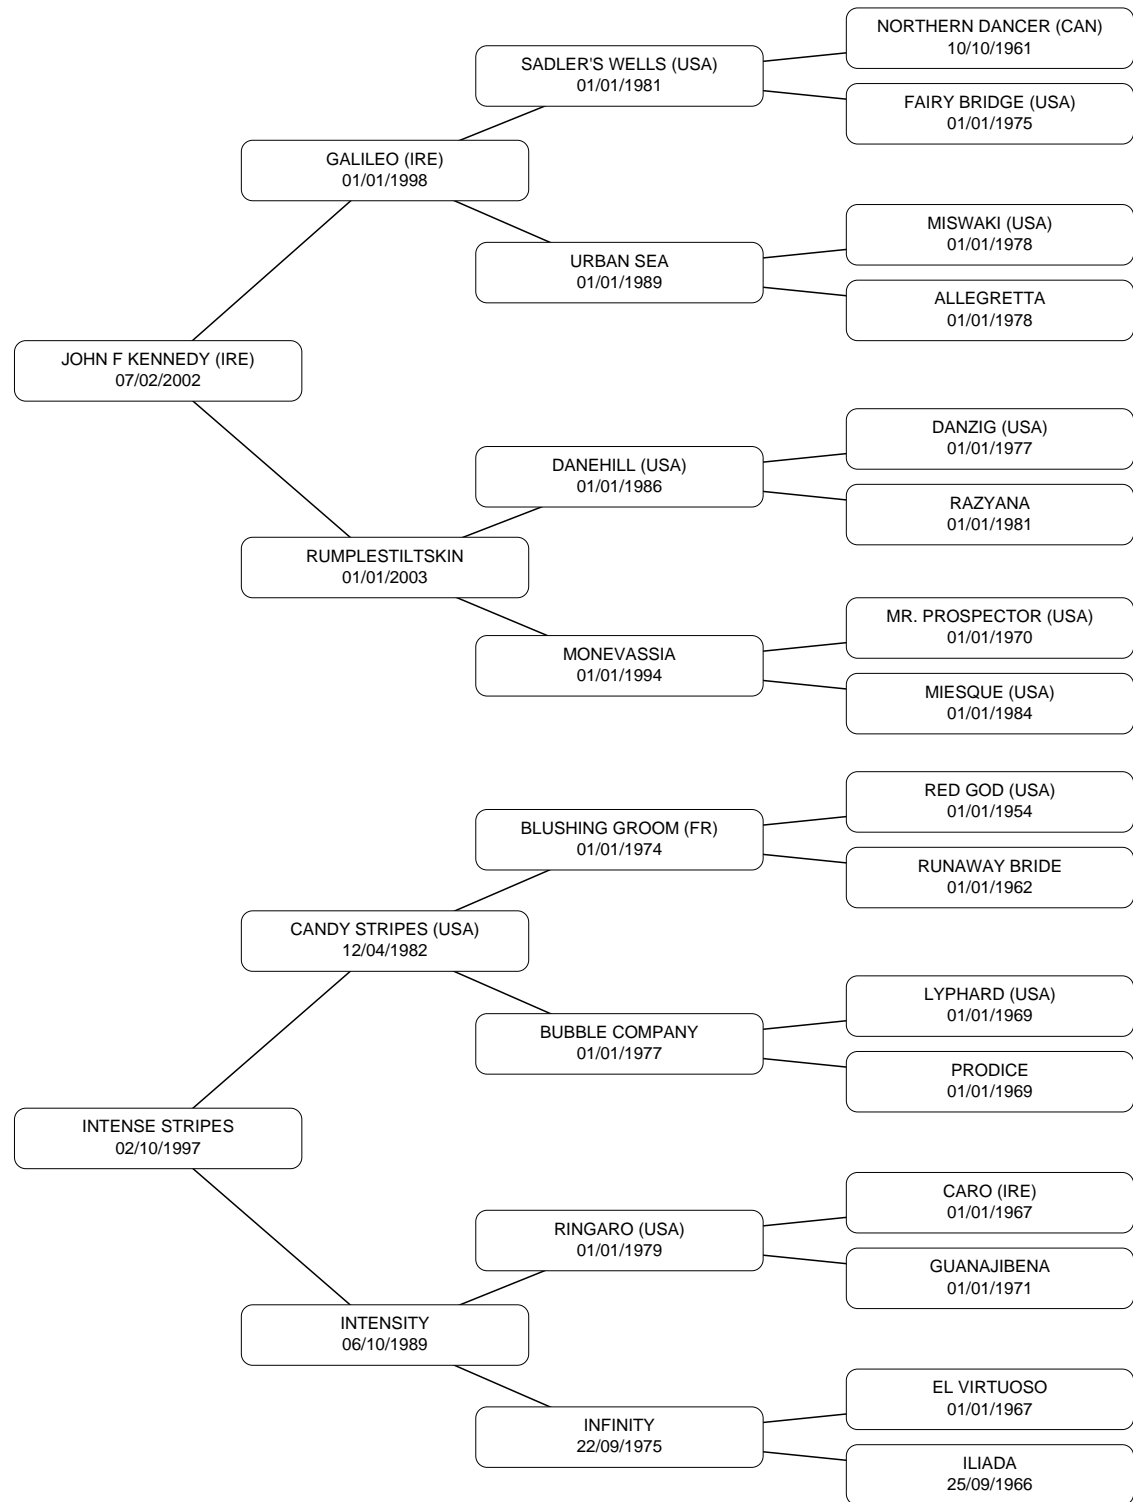 NORTHERN DANCER (CAN)
10/10/1961
SADLER'S WELLS (USA)
01/01/1981
FAIRY BRIDGE (USA)
01/01/1975
GALILEO (IRE)
01/01/1998
MISWAKI (USA)
01/01/1978
URBAN SEA
01/01/1989
ALLEGRETTA
01/01/1978
JOHN F KENNEDY (IRE)
07/02/2002
DANZIG (USA)
01/01/1977
DANEHILL (USA)
01/01/1986
RAZYANA
01/01/1981
RUMPLESTILTSKIN
01/01/2003
MR. PROSPECTOR (USA)
01/01/1970
MONEVASSIA
01/01/1994
MIESQUE (USA)
01/01/1984
RED GOD (USA)
01/01/1954
BLUSHING GROOM (FR)
01/01/1974
RUNAWAY BRIDE
01/01/1962
CANDY STRIPES (USA)
12/04/1982
LYPHARD (USA)
01/01/1969
BUBBLE COMPANY
01/01/1977
PRODICE
01/01/1969
INTENSE STRIPES
02/10/1997
CARO (IRE)
01/01/1967
RINGARO (USA)
01/01/1979
GUANAJIBENA
01/01/1971
INTENSITY
06/10/1989
EL VIRTUOSO
01/01/1967
INFINITY
22/09/1975
ILIADA
25/09/1966